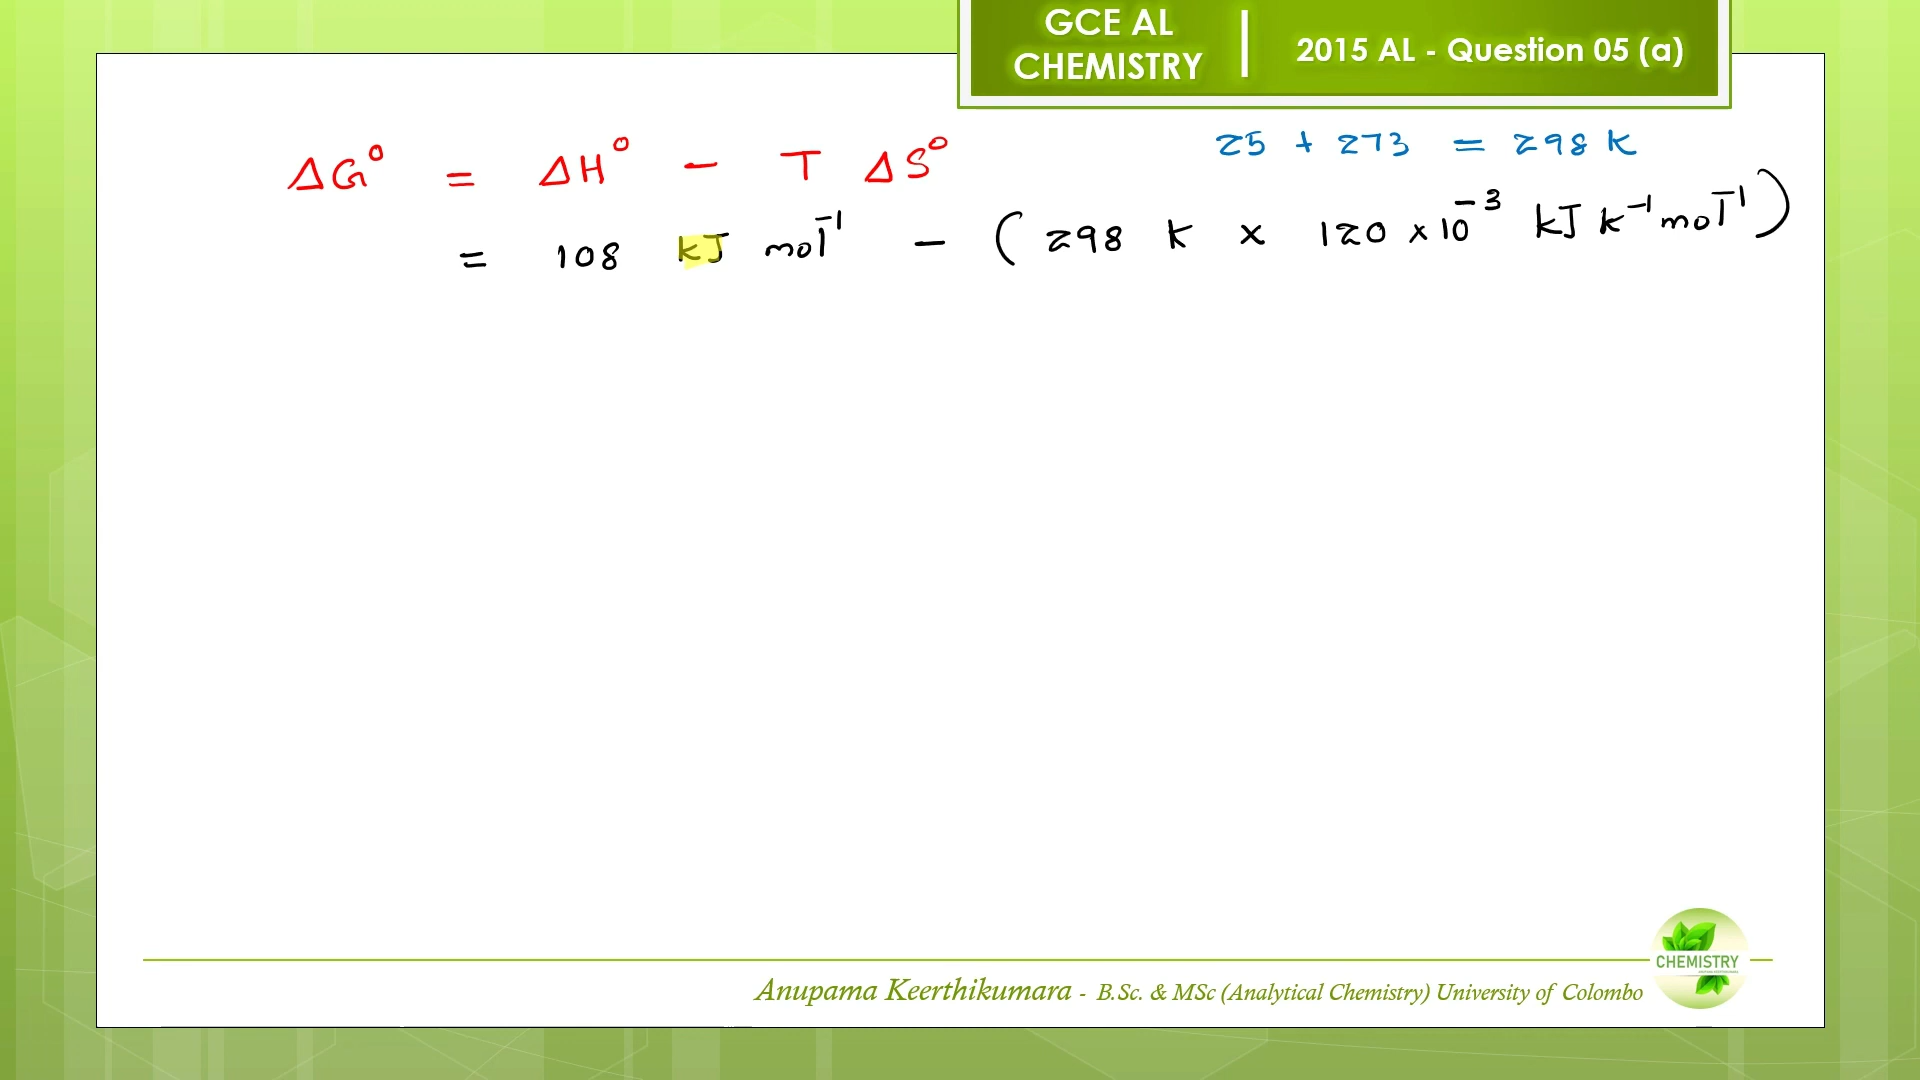 GCE AL
CHEMISTRY
2015 AL - Question 05 (a)
25 + 273 = 298 K
ΔG° = ΔH° - T ΔS°
= 108 kJ mol⁻¹ - (298 K × 120 × 10⁻³ kJ K⁻¹ mol⁻¹)
CHEMISTRY
Anupama Keerthikumara - B.Sc. & MSc (Analytical Chemistry) University of Colombo